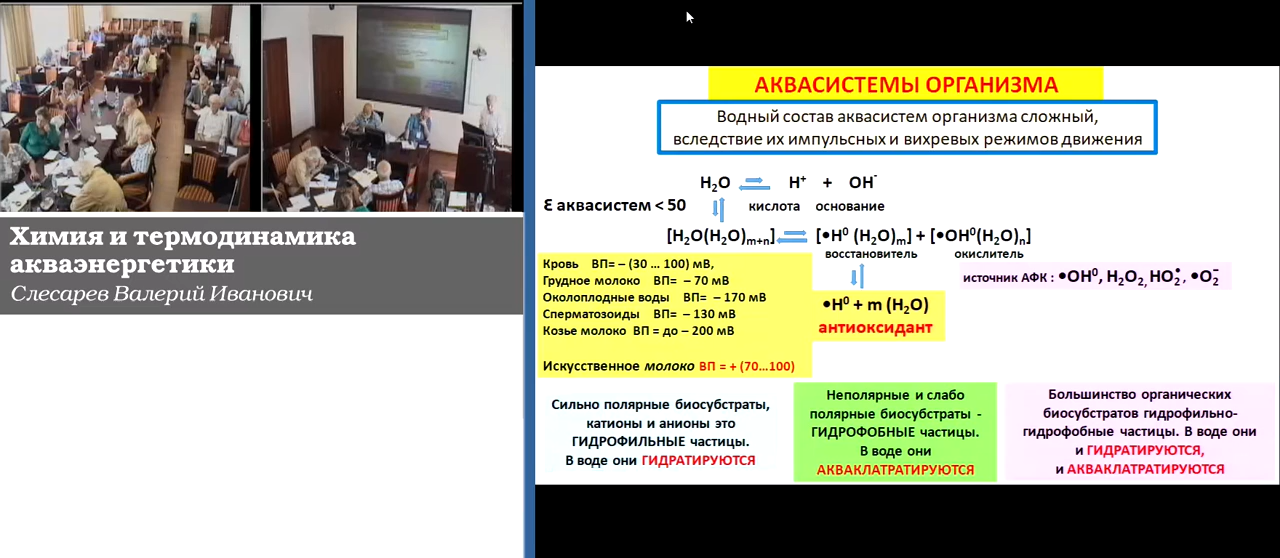 Химия и термодинамика
акваэнергетики
Слесарев Валерий Иванович
АКВАСИСТЕМЫ ОРГАНИЗМА
Водный состав аквасистем организма сложный,
вследствие их импульсных и вихревых режимов движения
H₂O ⇌ H⁺ + OH⁻
Ɛ аквасистем < 50
кислота основание
[H₂O(H₂O)ₘ₊ₙ] ⇌ [•H⁰ (H₂O)ₘ] + [•OH⁰(H₂O)ₙ]
восстановитель окислитель
Кровь ВП= – (30 ... 100) мВ,
Грудное молоко ВП= – 70 мВ
Околоплодные воды ВП= – 170 мВ
Сперматозоиды ВП= – 130 мВ
Козье молоко ВП = до – 200 мВ
Искусственное молоко ВП = + (70...100)
•H⁰ + m (H₂O)
антиоксидант
источник АФК : •OH⁰, H₂O₂, HO₂•, •O₂⁻
Сильно полярные биосубстраты,
катионы и анионы это
ГИДРОФИЛЬНЫЕ частицы.
В воде они ГИДРАТИРУЮТСЯ
Неполярные и слабо
полярные биосубстраты -
ГИДРОФОБНЫЕ частицы.
В воде они
АКВАКЛАТРАТИРУЮТСЯ
Большинство органических
биосубстратов гидрофильно-
гидрофобные частицы. В воде они
и ГИДРАТИРУЮТСЯ,
и АКВАКЛАТРАТИРУЮТСЯ